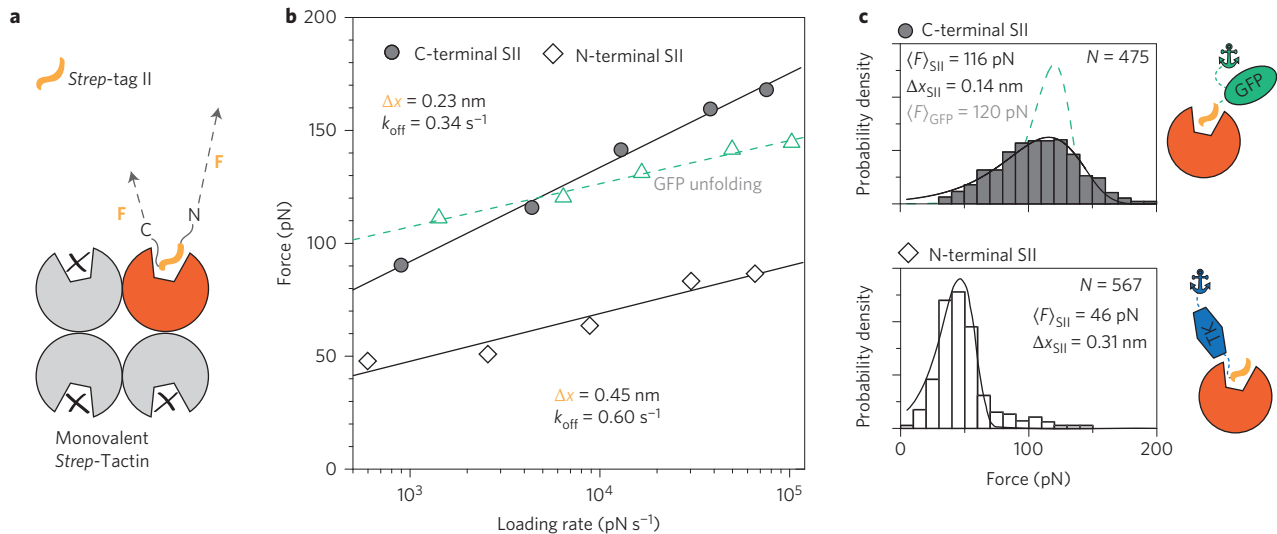 a
Strep-tag II
F
F
C
N
X
X
X
Monovalent
Strep-Tactin
b
200
150
100
50
0
Force (pN)
C-terminal SII
N-terminal SII
Δx = 0.23 nm
k_off = 0.34 s⁻¹
GFP unfolding
Δx = 0.45 nm
k_off = 0.60 s⁻¹
10³
10⁴
10⁵
Loading rate (pN s⁻¹)
c
C-terminal SII
Probability density
⟨F⟩SII = 116 pN
N = 475
ΔxSII = 0.14 nm
⟨F⟩GFP = 120 pN
GFP
N-terminal SII
Probability density
N = 567
⟨F⟩SII = 46 pN
ΔxSII = 0.31 nm
TK
0
100
200
Force (pN)